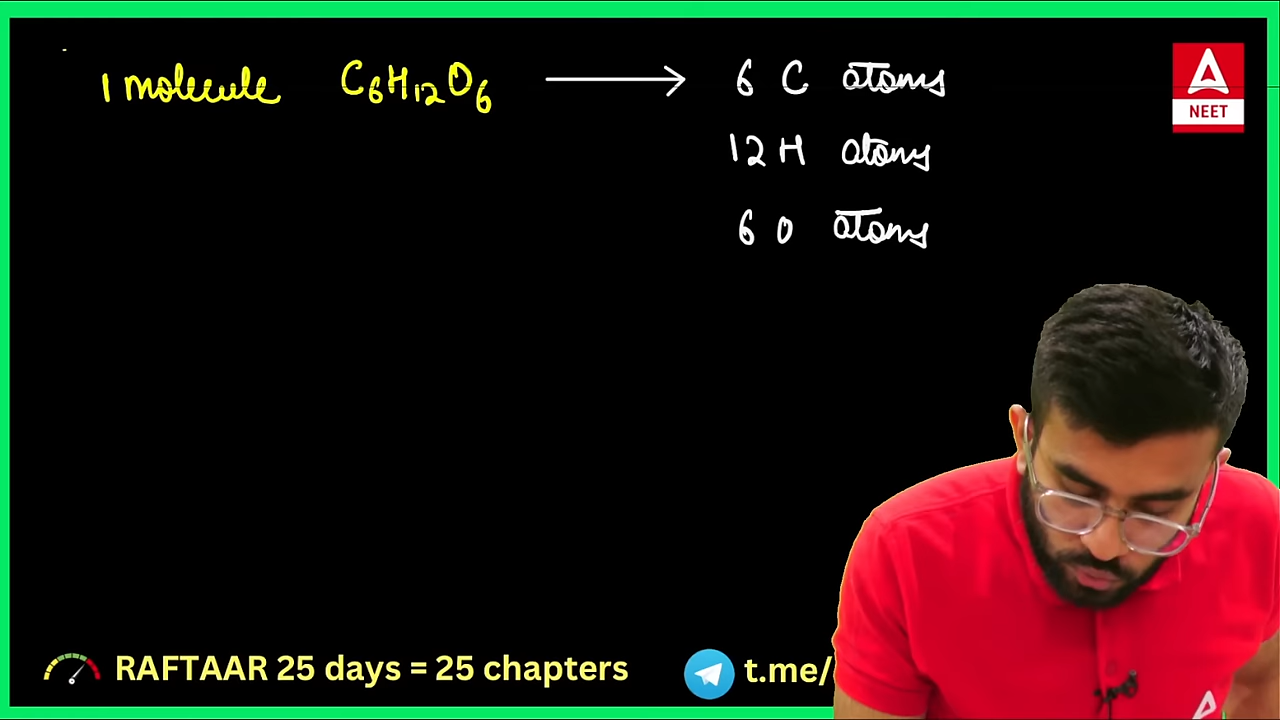 1 molecule C₆H₁₂O₆ → 6 C atoms
12 H atoms
6 O atoms
NEET
RAFTAAR 25 days = 25 chapters
t.me/